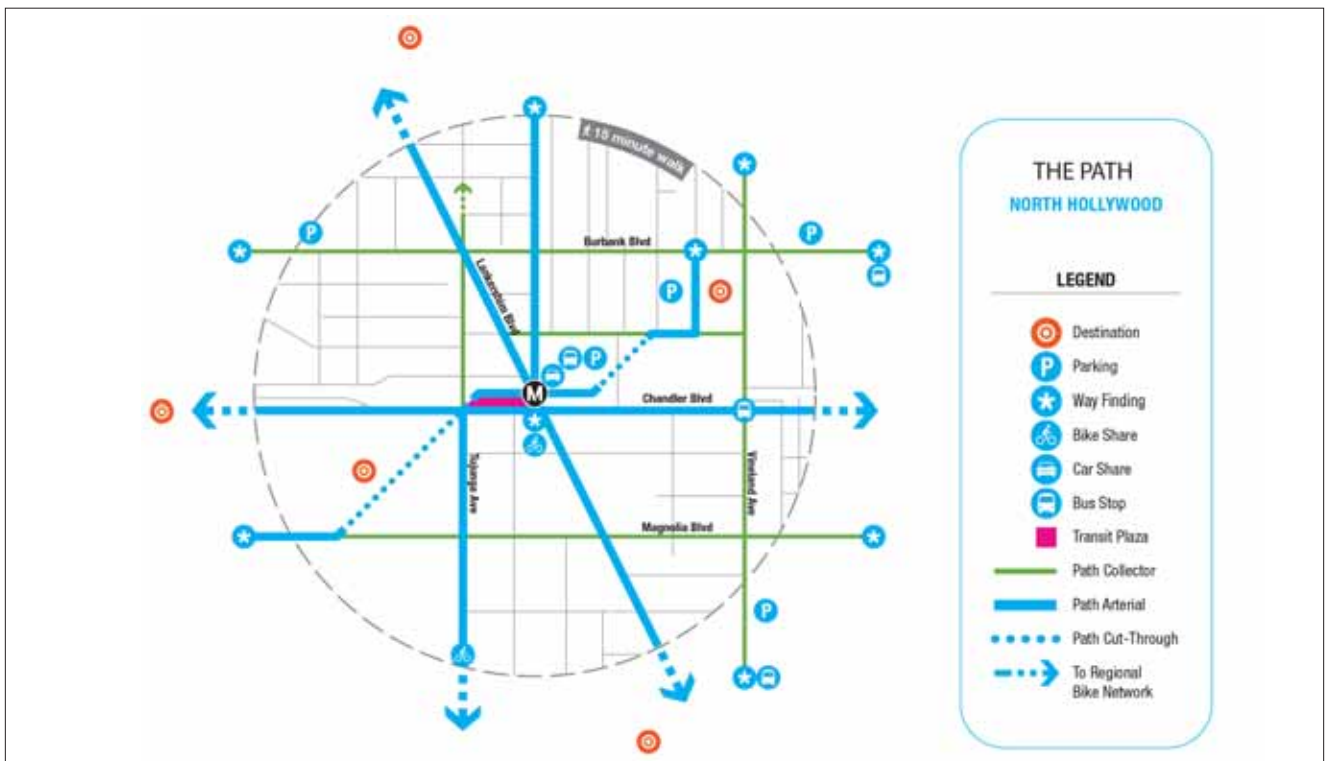 15 minute walk
Burbank Blvd
Lankershim Blvd
P
P
P
P
M
Chandler Blvd
Tujunga Ave
Vineland Ave
Magnolia Blvd
P
THE PATH
NORTH HOLLYWOOD
LEGEND
Destination
P Parking
Way Finding
Bike Share
Car Share
Bus Stop
Transit Plaza
Path Collector
Path Arterial
Path Cut-Through
To Regional
Bike Network